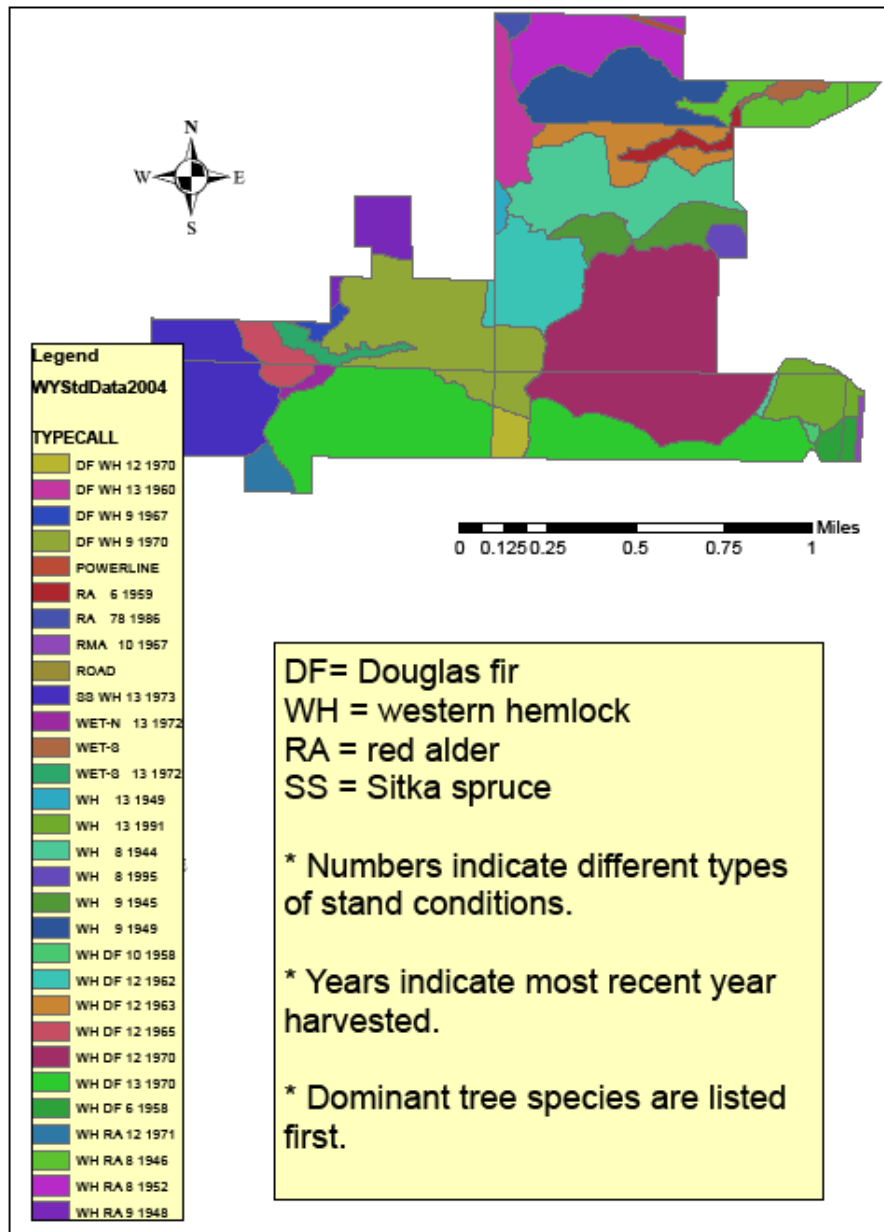 N
W E
S
Legend
WYStdData2004
TYPECALL
DF WH 12 1970
DF WH 13 1960
DF WH 9 1967
DF WH 9 1970
POWERLINE
RA 6 1959
RA 78 1986
RMA 10 1967
ROAD
SS WH 13 1973
WET-N 13 1972
WET-S
WET-S 13 1972
WH 13 1949
WH 13 1991
WH 8 1944
WH 8 1995
WH 9 1945
WH 9 1949
WH DF 10 1958
WH DF 12 1962
WH DF 12 1963
WH DF 12 1965
WH DF 12 1970
WH DF 13 1970
WH DF 6 1958
WH RA 12 1971
WH RA 8 1946
WH RA 8 1952
WH RA 9 1948
Miles
0 0.125 0.25 0.5 0.75 1
DF= Douglas fir
WH = western hemlock
RA = red alder
SS = Sitka spruce
* Numbers indicate different types
of stand conditions.
* Years indicate most recent year
harvested.
* Dominant tree species are listed
first.